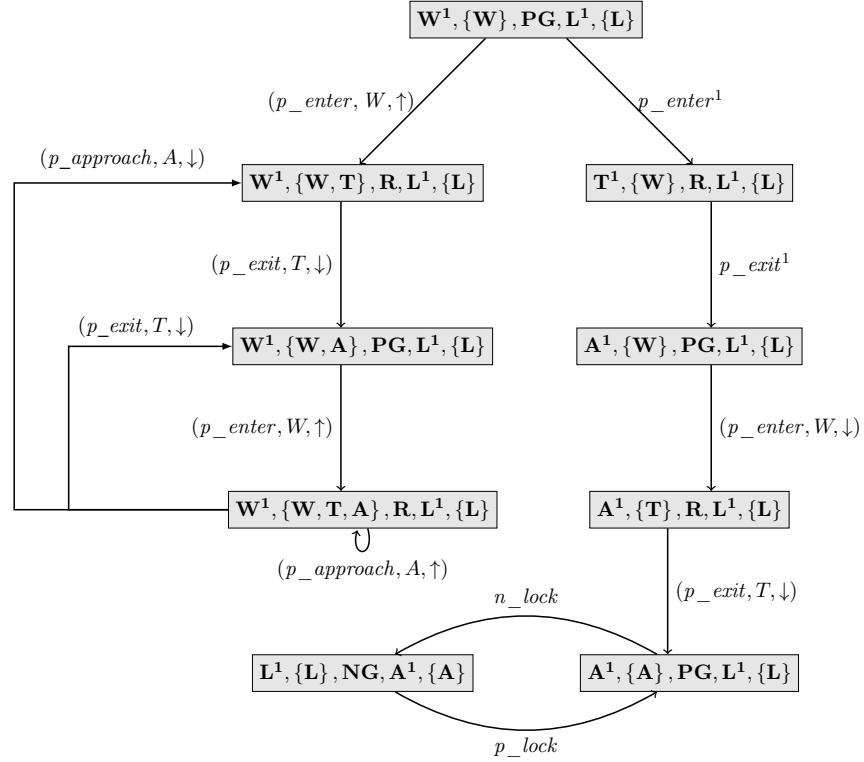 W¹, {W}, PG, L¹, {L}
(p_enter, W, ↑)
p_enter¹
(p_approach, A, ↓)
W¹, {W, T}, R, L¹, {L}
T¹, {W}, R, L¹, {L}
(p_exit, T, ↓)
p_exit¹
(p_exit, T, ↓)
W¹, {W, A}, PG, L¹, {L}
A¹, {W}, PG, L¹, {L}
(p_enter, W, ↑)
(p_enter, W, ↓)
W¹, {W, T, A}, R, L¹, {L}
A¹, {T}, R, L¹, {L}
(p_approach, A, ↑)
(p_exit, T, ↓)
n_lock
L¹, {L}, NG, A¹, {A}
A¹, {A}, PG, L¹, {L}
p_lock